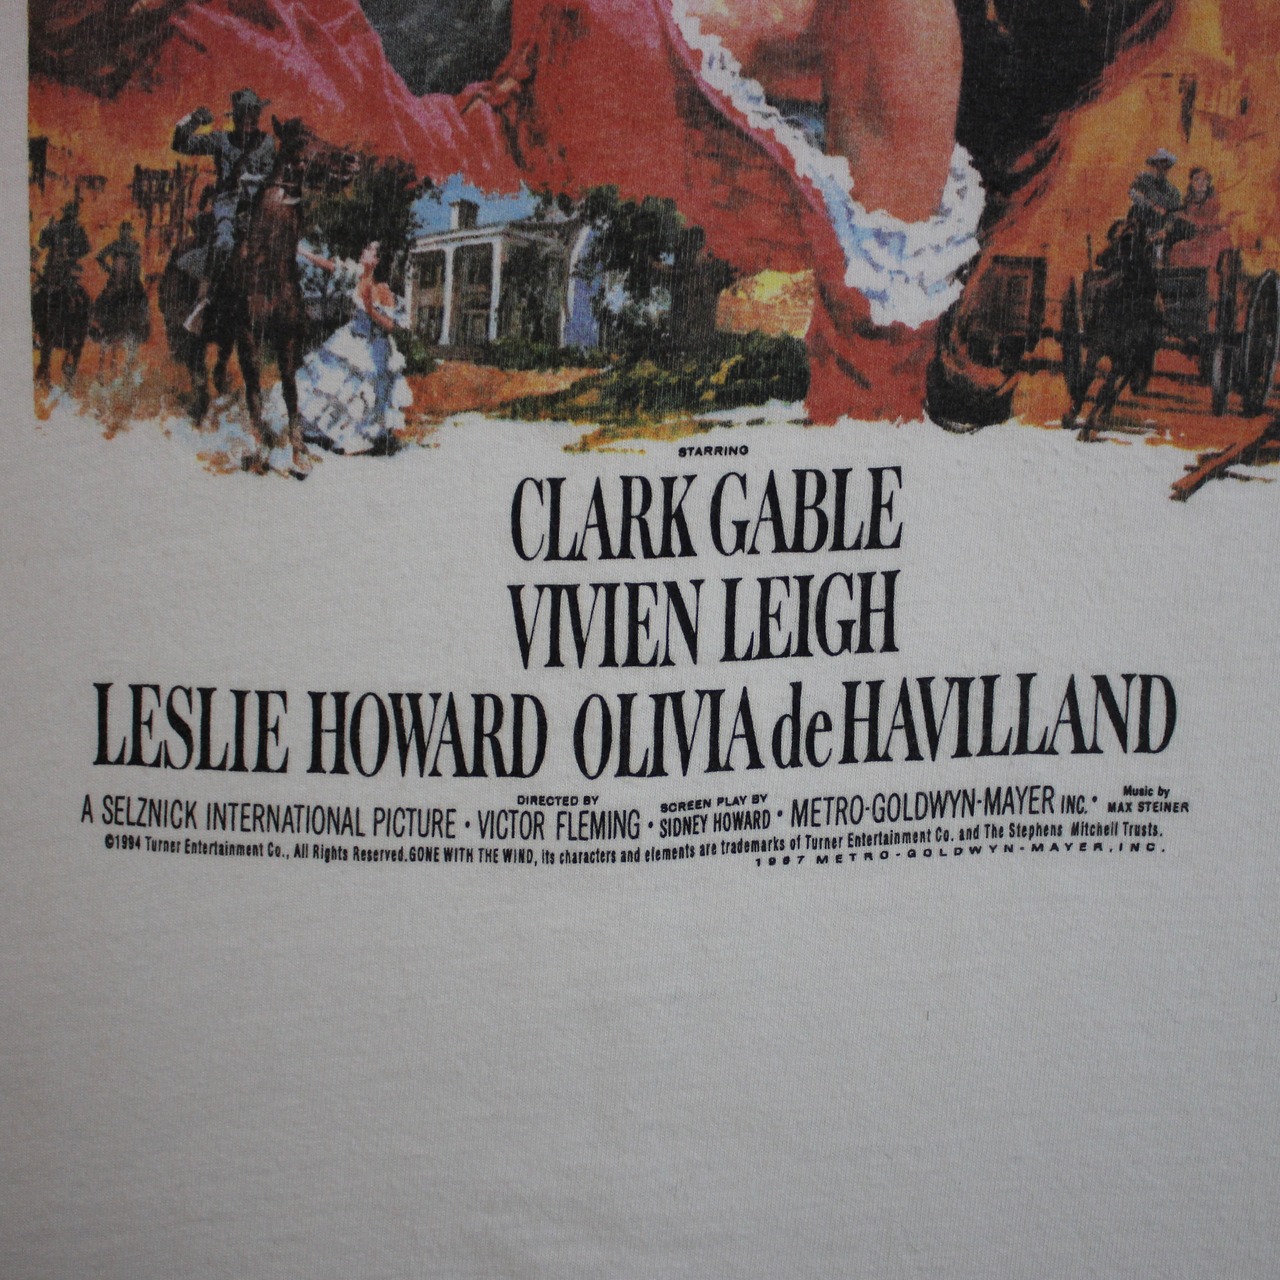 STARRING
CLARK GABLE
VIVIEN LEIGH
LESLIE HOWARD OLIVIA de HAVILLAND
A SELZNICK INTERNATIONAL PICTURE · DIRECTED BY VICTOR FLEMING · SCREEN PLAY BY SIDNEY HOWARD · METRO-GOLDWYN-MAYER INC. · Music by MAX STEINER
©1994 Turner Entertainment Co., All Rights Reserved. GONE WITH THE WIND, its characters and elements are trademarks of Turner Entertainment Co. and The Stephens Mitchell Trusts.
1967 METRO-GOLDWYN-MAYER, INC.